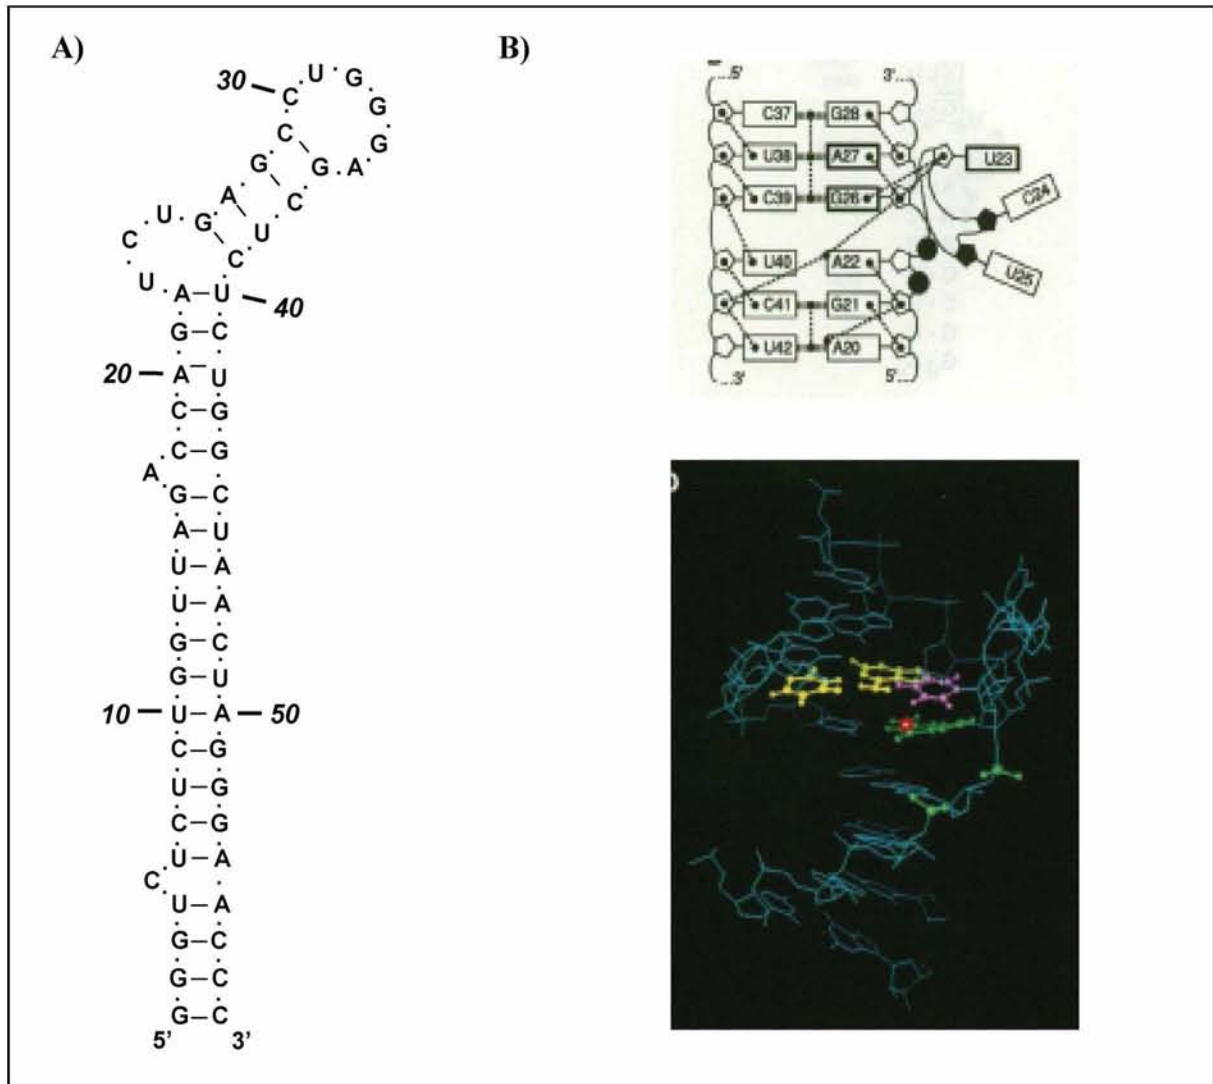 A)
U G
30 C G
C G
G G A
A C
U G U
C C
U A–U 40
G–C
20 A–U
C–G
C–G
A
G–C
A–U
U–A
U–A
G–C
G–U
10 U–A 50
C–G
U–G
C–G
U–A
C
U–A
G–C
G–C
G–C
5' 3'
B)
...5' 3'...
C37 G28
U38 A27 U23
C39 G26 C24
U40 A22 U25
C41 G21
U42 A20
...3' 5'...